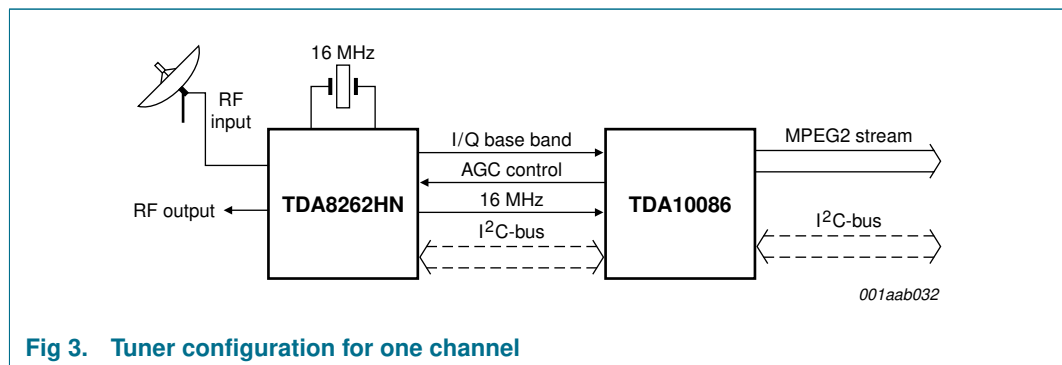 16 MHz
RF
input
I/Q base band
MPEG2 stream
AGC control
TDA8262HN
TDA10086
RF output
16 MHz
I2C-bus
I2C-bus
001aab032
Fig 3. Tuner configuration for one channel